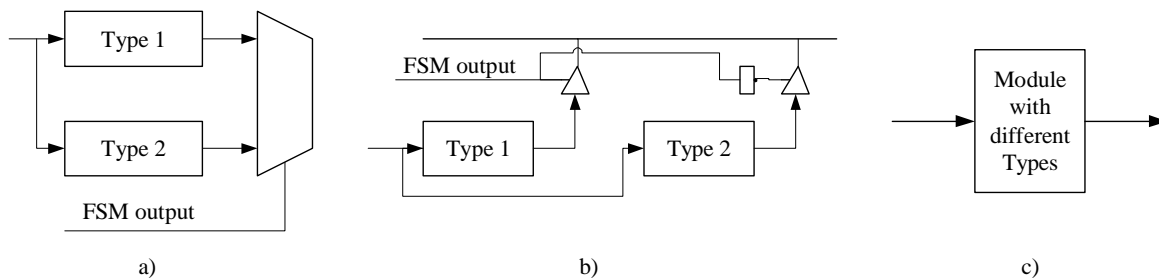 Type 1
Type 2
FSM output
a)
FSM output
Type 1
Type 2
b)
Module
with
different
Types
c)